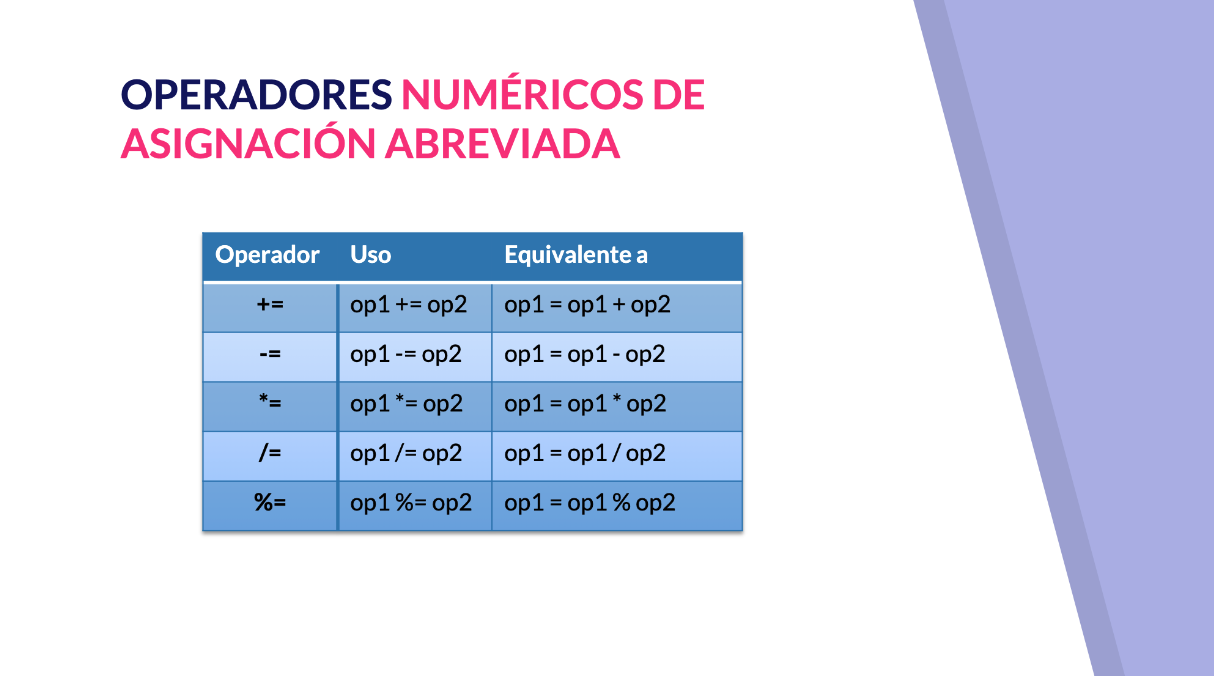 OPERADORES NUMÉRICOS DE
ASIGNACIÓN ABREVIADA
Operador Uso Equivalente a
+= op1 += op2 op1 = op1 + op2
-= op1 -= op2 op1 = op1 - op2
*= op1 *= op2 op1 = op1 * op2
/= op1 /= op2 op1 = op1 / op2
%= op1 %= op2 op1 = op1 % op2